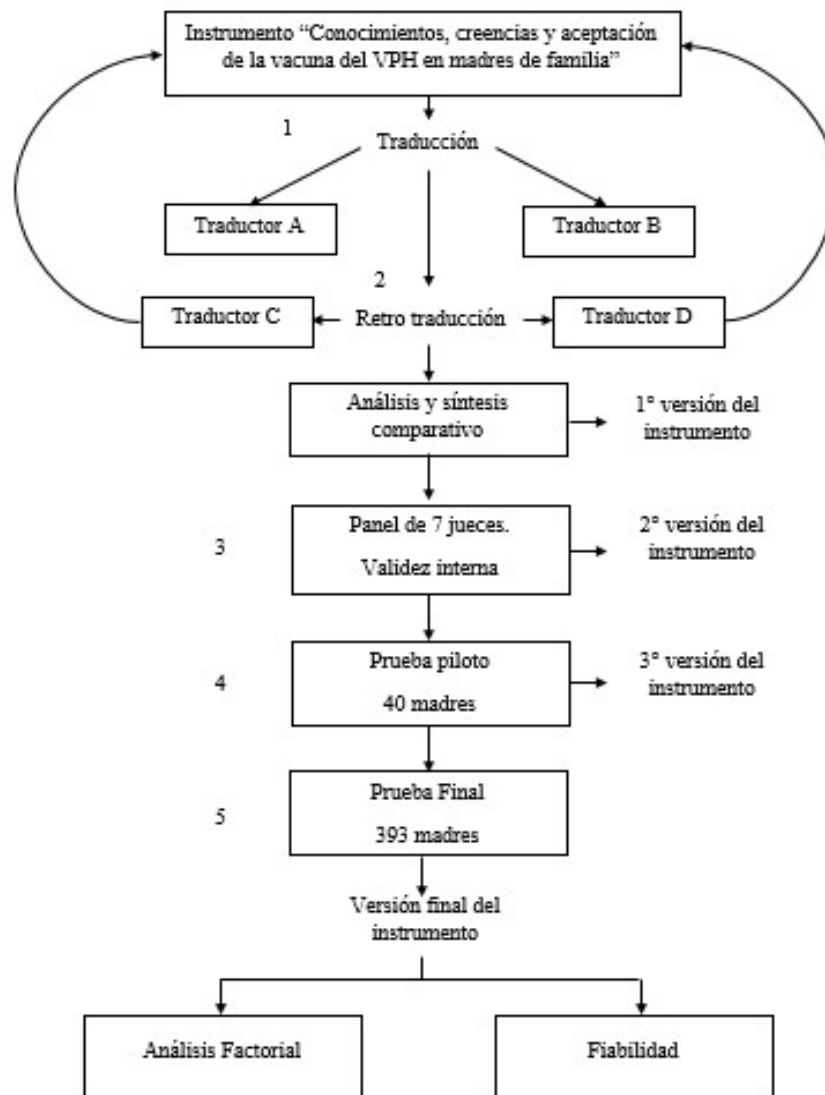 Instrumento “Conocimientos, creencias y aceptación
de la vacuna del VPH en madres de familia”
1
Traducción
Traductor A
Traductor B
2
Traductor C
Retro traducción
Traductor D
Análisis y síntesis
comparativo
1° versión del
instrumento
3
Panel de 7 jueces.
Validez interna
2° versión del
instrumento
4
Prueba piloto
40 madres
3° versión del
instrumento
5
Prueba Final
393 madres
Versión final del
instrumento
Análisis Factorial
Fiabilidad